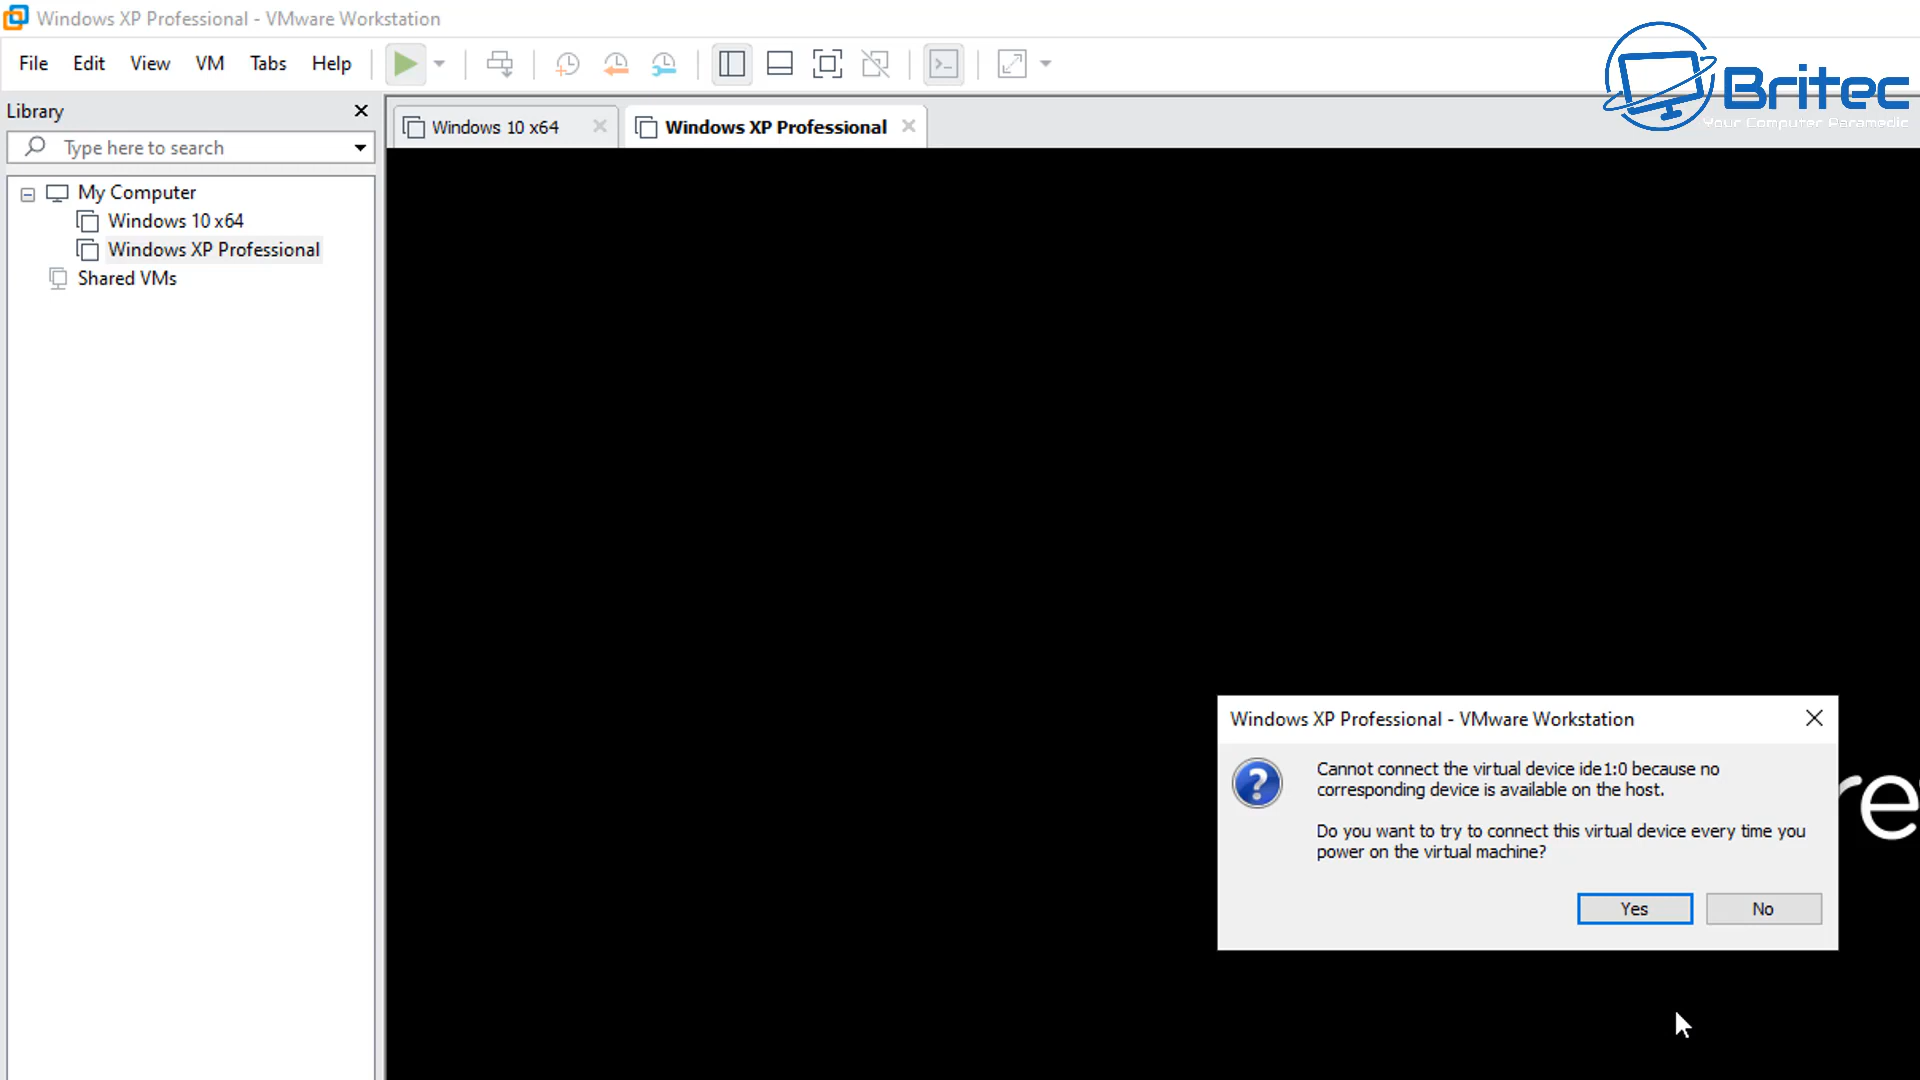 Windows XP Professional - VMware Workstation
File Edit View VM Tabs Help
Britec
Your Computer Paramedic
Library
Windows 10 x64
Windows XP Professional
Type here to search
My Computer
Windows 10 x64
Windows XP Professional
Shared VMs
Windows XP Professional - VMware Workstation
Cannot connect the virtual device ide1:0 because no
corresponding device is available on the host.
Do you want to try to connect this virtual device every time you
power on the virtual machine?
Yes No